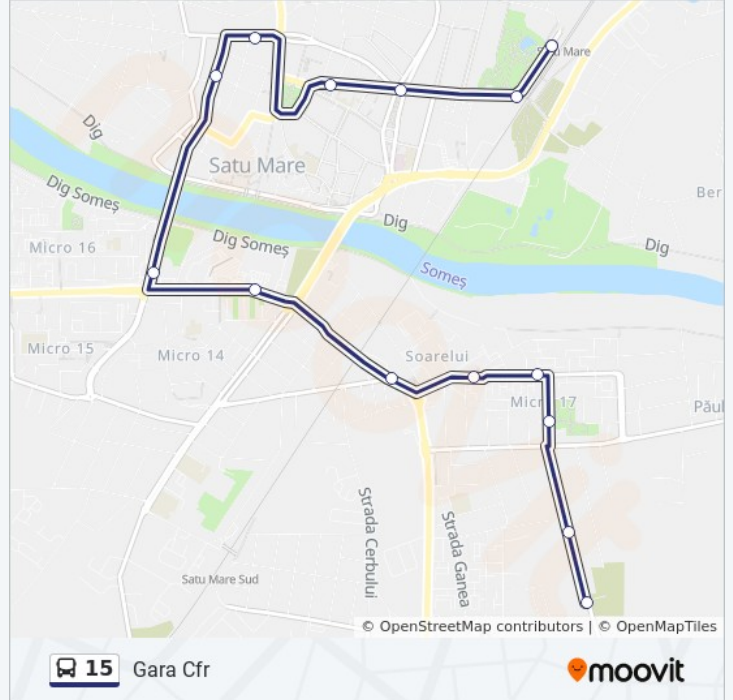 Satu Mare
Dig
Satu Mare
Dig Someș
Ber
Dig
Micro 16
Dig Someș
Dig
Someș
Micro 15
Micro 14
Soarelui
Micro 17
Păul
Strada Cerbului
Strada Ganea
Satu Mare Sud
© OpenStreetMap contributors | © OpenMapTiles
15 Gara Cfr
moovit